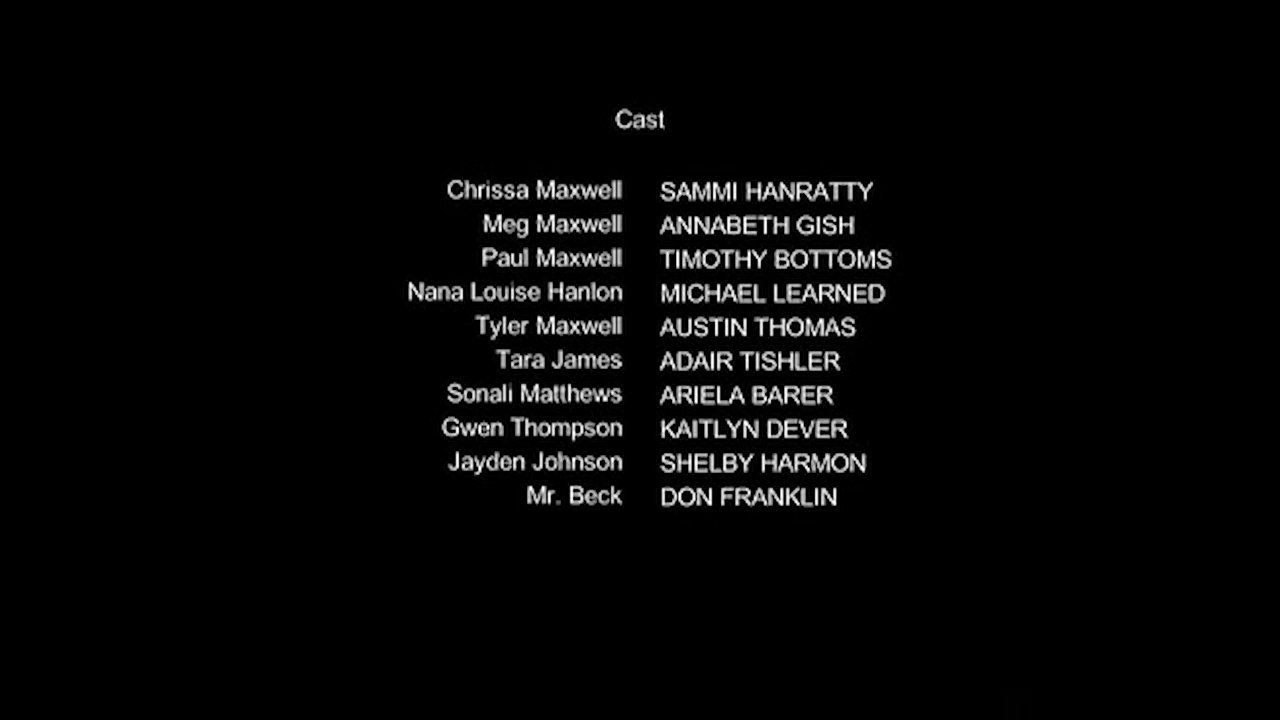 Cast
Chrissa Maxwell SAMMI HANRATTY
Meg Maxwell ANNABETH GISH
Paul Maxwell TIMOTHY BOTTOMS
Nana Louise Hanlon MICHAEL LEARNED
Tyler Maxwell AUSTIN THOMAS
Tara James ADAIR TISHLER
Sonali Matthews ARIELA BARER
Gwen Thompson KAITLYN DEVER
Jayden Johnson SHELBY HARMON
Mr. Beck DON FRANKLIN